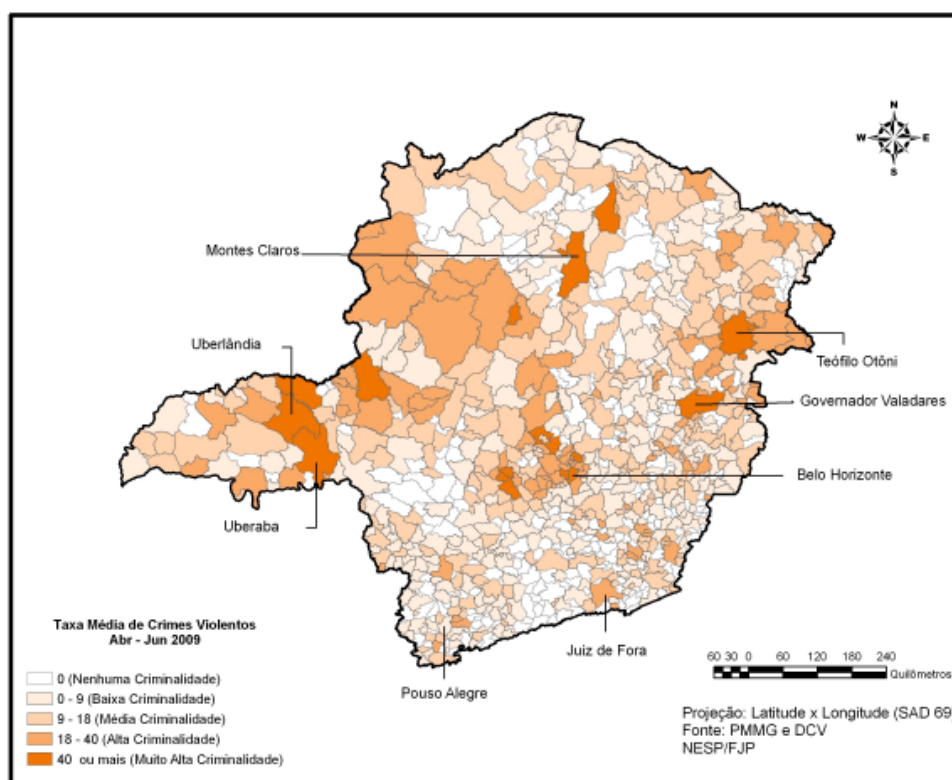 N
W E
S
Montes Claros
Uberlândia
Teófilo Otôni
Governador Valadares
Belo Horizonte
Uberaba
Taxa Média de Crimes Violentos
Abr - Jun 2009
Juiz de Fora
Pouso Alegre
0 (Nenhuma Criminalidade)
0 - 9 (Baixa Criminalidade)
9 - 18 (Média Criminalidade)
18 - 40 (Alta Criminalidade)
40 ou mais (Muito Alta Criminalidade)
60 30 0 60 120 180 240
Quilômetros
Projeção: Latitude x Longitude (SAD 69
Fonte: PMMG e DCV
NESP/FJP